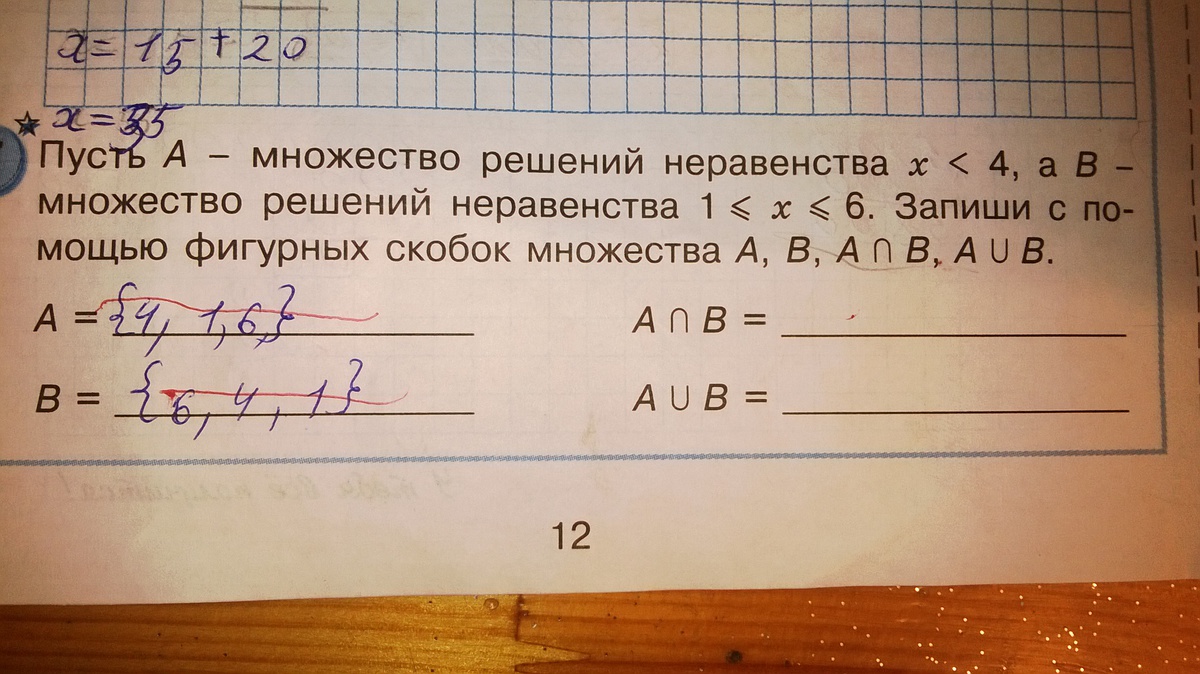 x = 15 + 20
x = 35
Пусть A – множество решений неравенства x < 4, а B –
множество решений неравенства 1 ⩽ x ⩽ 6. Запиши с по-
мощью фигурных скобок множества A, B, A ∩ B, A ∪ B.
A = {4, 1, 6,} A ∩ B =
B = {6, 4, 1} A ∪ B =
12